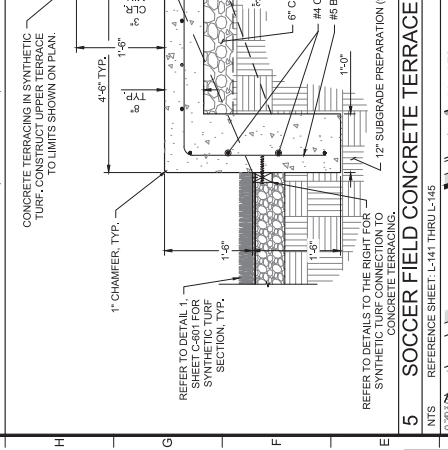 CONCRETE TERRACING IN SYNTHETIC
TURF. CONSTRUCT UPPER TERRACE
TO LIMITS SHOWN ON PLAN.
4'-6" TYP.
1'-6"
3"
CLR.
8"
TYP.
6" C
#4 C
#5 B
1'-0"
12" SUBGRADE PREPARATION
1" CHAMFER, TYP.
1'-6"
1'-6"
REFER TO DETAIL 1,
SHEET C-601 FOR
SYNTHETIC TURF
SECTION, TYP.
REFER TO DETAILS TO THE RIGHT FOR
SYNTHETIC TURF CONNECTION TO
CONCRETE TERRACING.
5 SOCCER FIELD CONCRETE TERRACE
NTS REFERENCE SHEET: L-141 THRU L-145
H
G
F
E